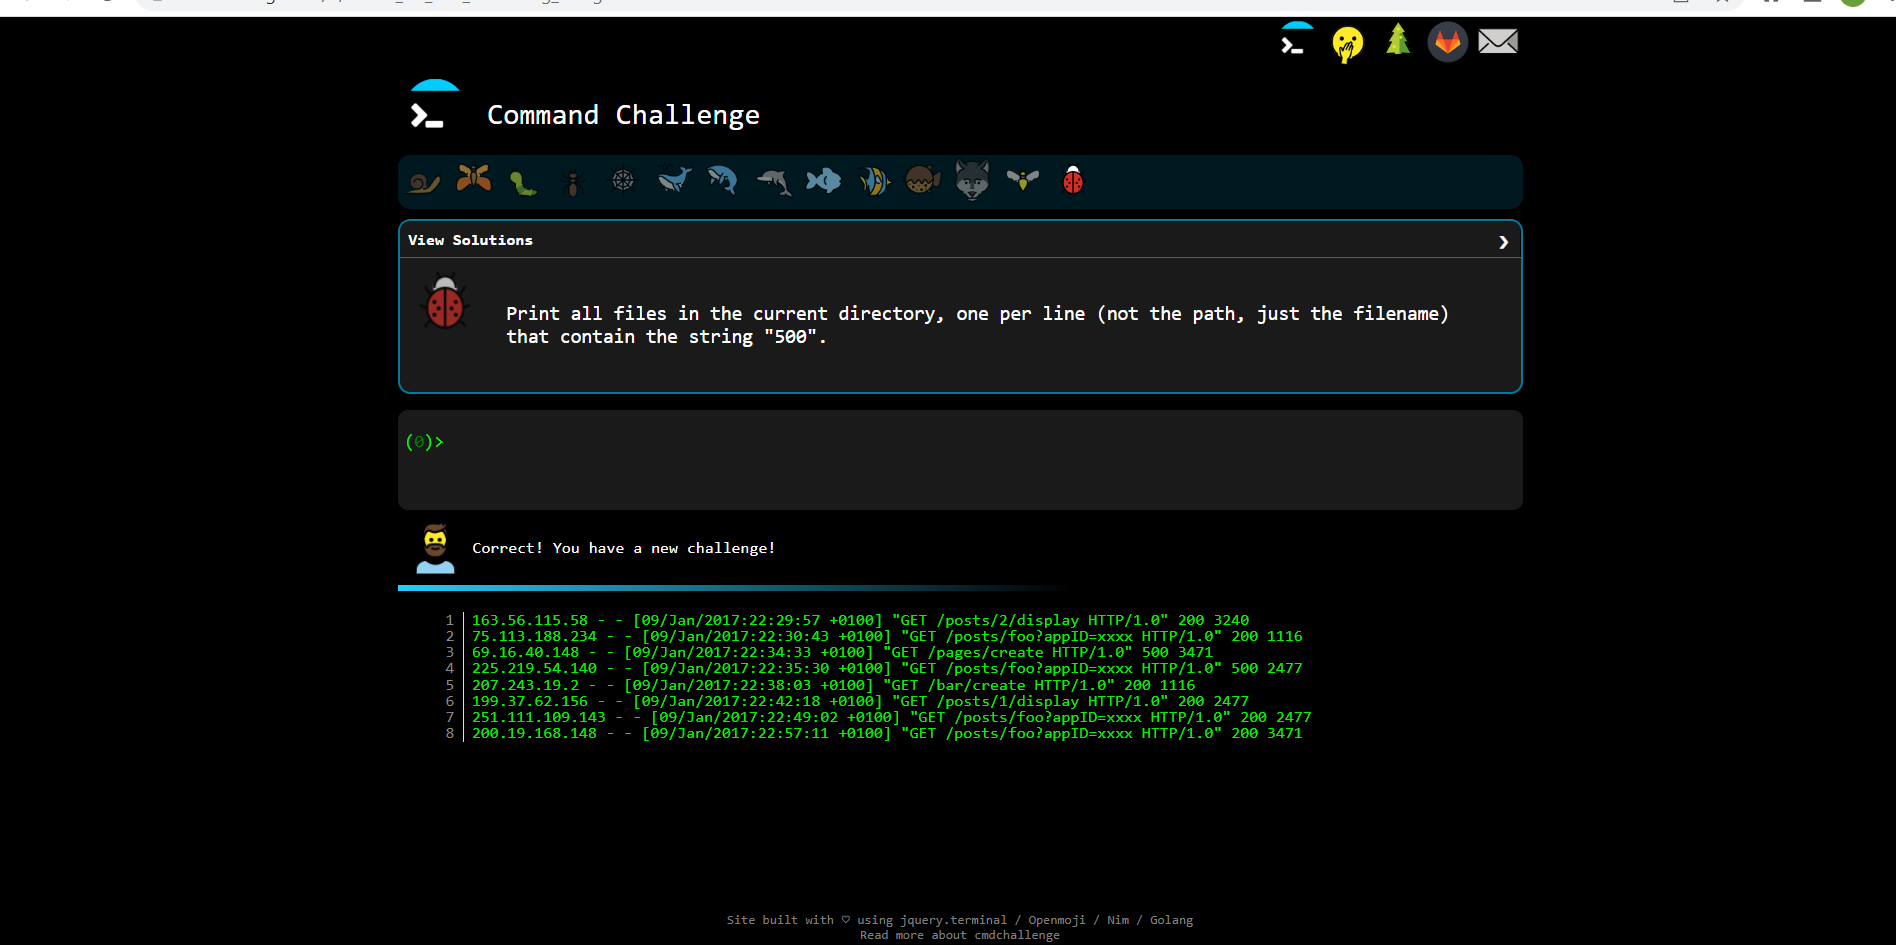 Command Challenge
View Solutions
Print all files in the current directory, one per line (not the path, just the filename)
that contain the string "500".
(0)>
Correct! You have a new challenge!
1 163.56.115.58 - - [09/Jan/2017:22:29:57 +0100] "GET /posts/2/display HTTP/1.0" 200 3240
2 75.113.188.234 - - [09/Jan/2017:22:30:43 +0100] "GET /posts/foo?appID=xxxx HTTP/1.0" 200 1116
3 69.16.40.148 - - [09/Jan/2017:22:34:33 +0100] "GET /pages/create HTTP/1.0" 500 3471
4 225.219.54.140 - - [09/Jan/2017:22:35:30 +0100] "GET /posts/foo?appID=xxxx HTTP/1.0" 500 2477
5 207.243.19.2 - - [09/Jan/2017:22:38:03 +0100] "GET /bar/create HTTP/1.0" 200 1116
6 199.37.62.156 - - [09/Jan/2017:22:42:18 +0100] "GET /posts/1/display HTTP/1.0" 200 2477
7 251.111.109.143 - - [09/Jan/2017:22:49:02 +0100] "GET /posts/foo?appID=xxxx HTTP/1.0" 200 2477
8 200.19.168.148 - - [09/Jan/2017:22:57:11 +0100] "GET /posts/foo?appID=xxxx HTTP/1.0" 200 3471
Site built with ♡ using jquery.terminal / Openmoji / Nim / Golang
Read more about cmdchallenge